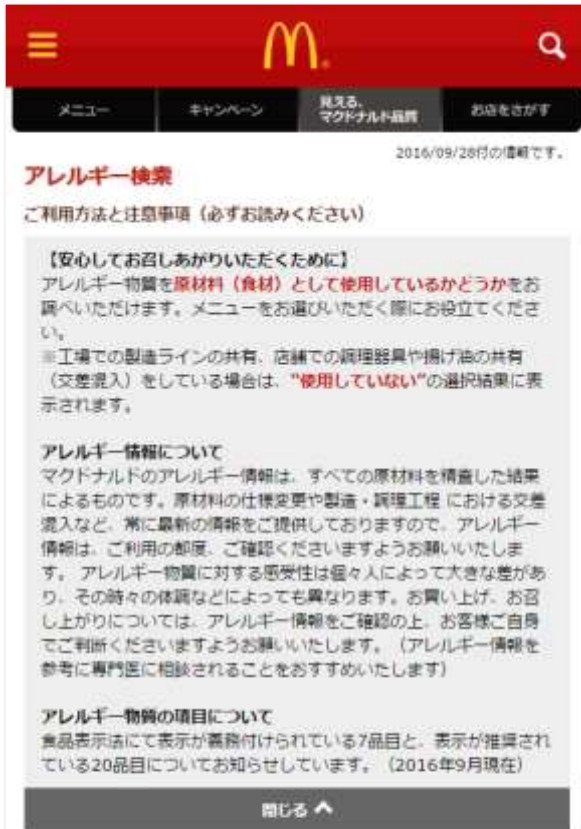 メニュー
キャンペーン
見える、
マクドナルド品質
お店をさがす
2016/09/28付の情報です。
アレルギー検索
ご利用方法と注意事項（必ずお読みください）
【安心してお召しあがりいただくために】
アレルギー物質を原材料（食材）として使用しているかどうかをお
調べいただけます。メニューをお選びいただく際にお役立てくださ
い。
※工場での製造ラインの共有、店舗での調理器具や揚げ油の共有
（交差混入）をしている場合は、"使用していない"の選択結果に表
示されます。
アレルギー情報について
マクドナルドのアレルギー情報は、すべての原材料を精査した結果
によるものです。原材料の仕様変更や製造・調理工程 における交差
混入など、常に最新の情報をご提供しておりますので、アレルギー
情報は、ご利用の都度、ご確認くださいますようお願いいたしま
す。 アレルギー物質に対する感受性は個々人によって大きな差があ
り、その時々の体調などによっても異なります。お買い上げ、お召
し上がりについては、アレルギー情報をご確認の上、お客様ご自身
でご判断くださいますようお願いいたします。（アレルギー情報を
参考に専門医に相談されることをおすすめいたします）
アレルギー物質の項目について
食品表示法にて表示が義務付けられている7品目と、表示が推奨され
ている20品目についてお知らせしています。（2016年9月現在）
閉じる